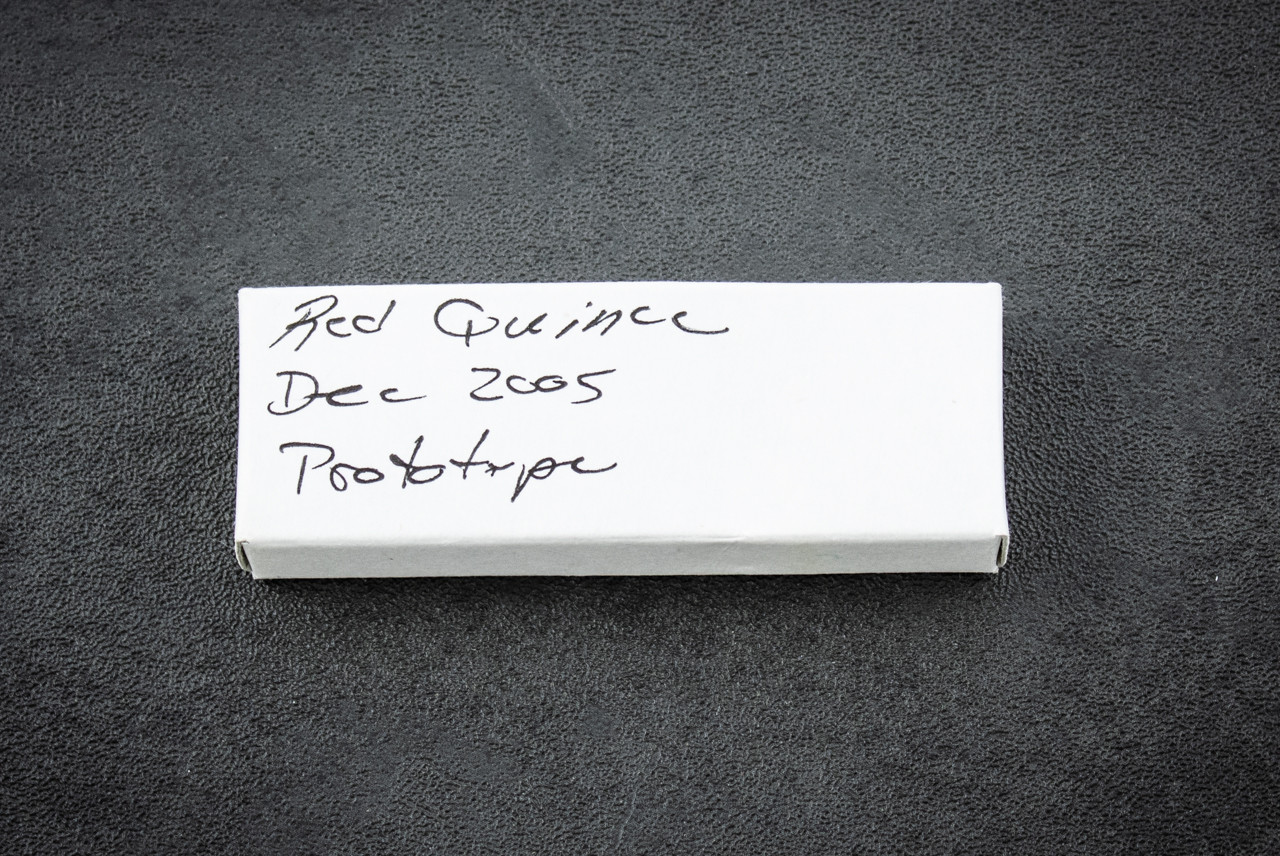 Red Quince
Dec 2005
Prototype